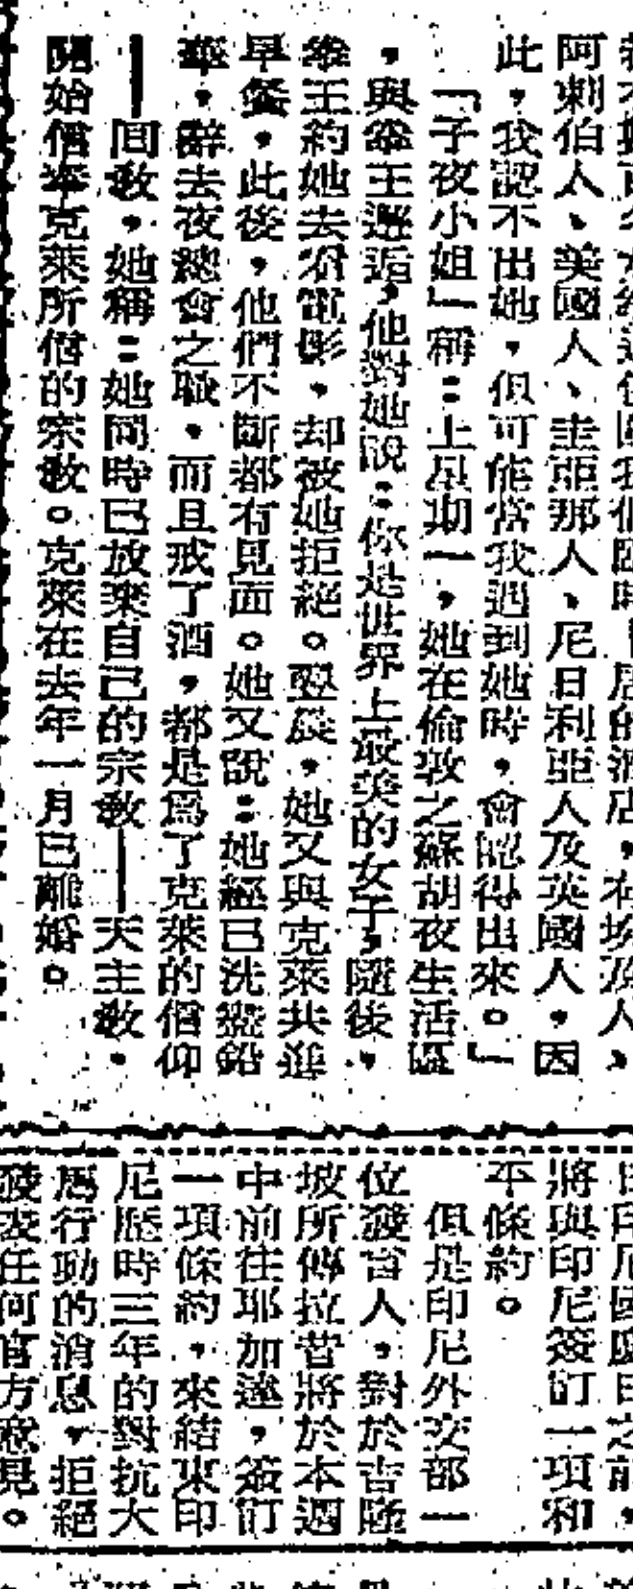 阿剌伯人、美國人、圭亞那人、尼日利亞人及英國人,因
此,我認不出她,但可能當我遇到她時,會認得出來。」
「子夜小姐」稱:上星期一,她在倫敦之蘇胡夜生活區
,與拳王邂逅,他對她說:你是世界上最美的女子,隨後,
拳王約她去看電影,却被她拒絕。翌晨,她又與克萊共進
早餐,此後,他們不斷都有見面。她又說:她經已洗盡鉛
華,辭去夜總會之職,而且戒了酒,都是爲了克萊的信仰
——回教,她稱:她同時已放棄自己的宗教——天主教,
開始信奉克萊所信的宗教。克萊在去年一月已離婚。
日印尼國慶日之前,
將與印尼簽訂一項和
平條約。
但是印尼外交部一
位發言人,對於吉隆
坡所傳拉昔將於本週
中前往耶加達,簽訂
一項條約,來結束印
尼歷時三年的對抗大
馬行動的消息,拒絕
發表任何官方意見。